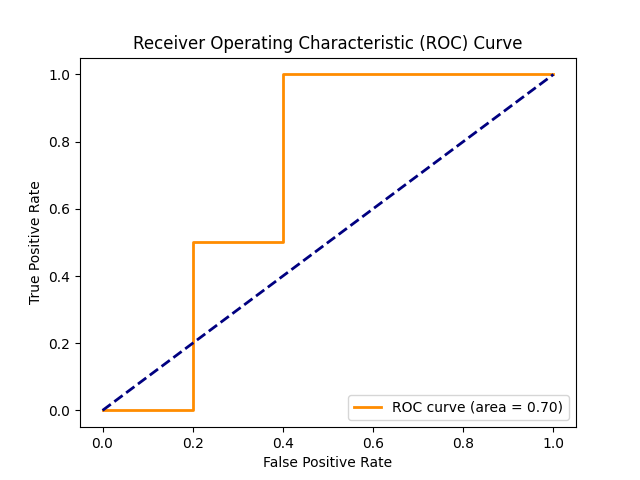 Receiver Operating Characteristic (ROC) Curve
1.0
0.8
0.6
0.4
0.2
0.0
True Positive Rate
ROC curve (area = 0.70)
0.0 0.2 0.4 0.6 0.8 1.0
False Positive Rate